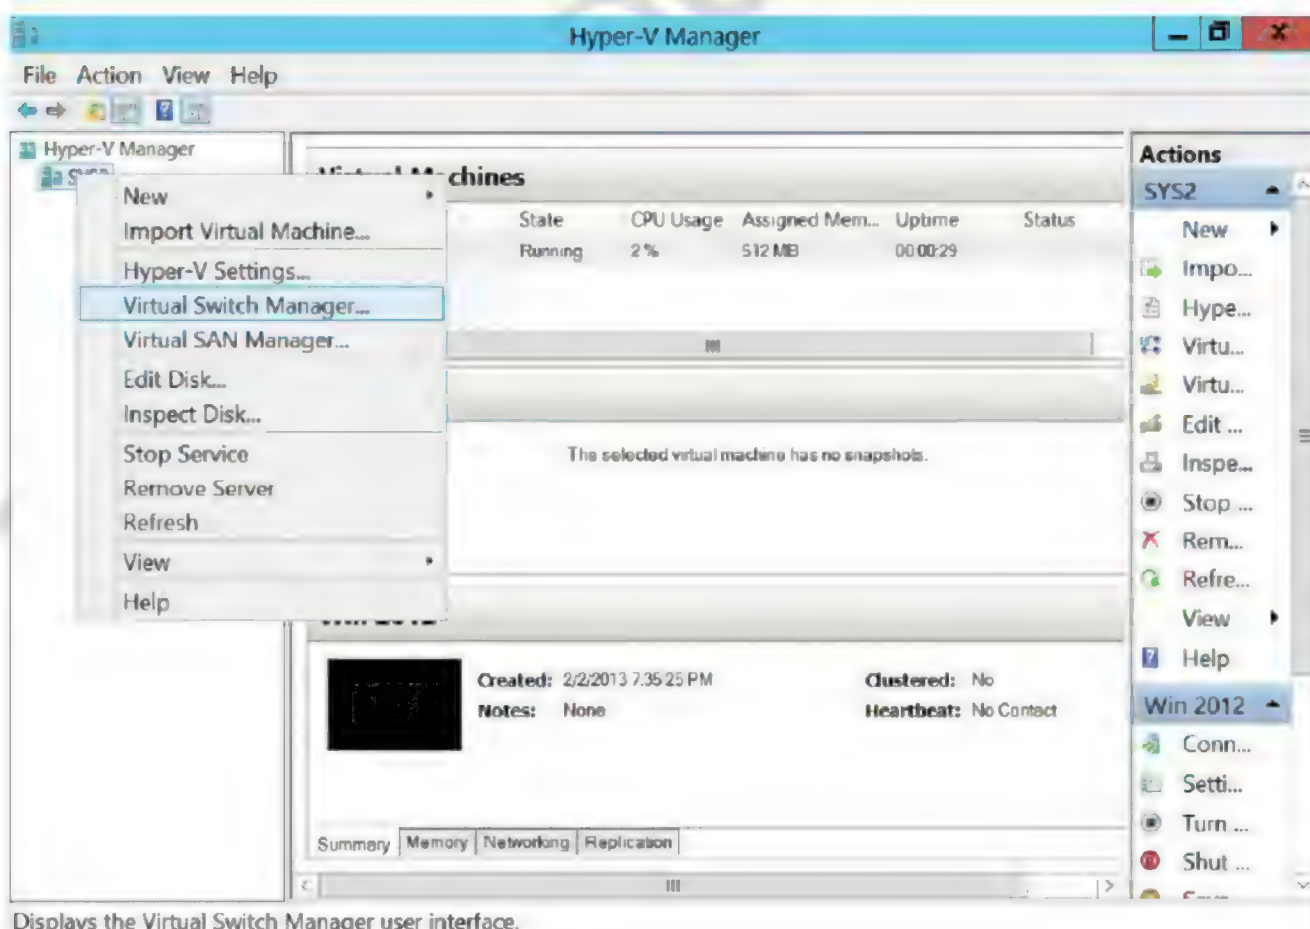 Hyper-V Manager
File Action View Help
Hyper-V Manager
New
Import Virtual Machine...
Hyper-V Settings...
Virtual Switch Manager...
Virtual SAN Manager...
Edit Disk...
Inspect Disk...
Stop Service
Remove Server
Refresh
View
Help
chines
State CPU Usage Assigned Mem... Uptime Status
Running 2 % 512 MB 00:00:29
The selected virtual machine has no snapshots.
Created: 2/2/2013 7:35:25 PM Clustered: No
Notes: None Heartbeat: No Contact
Summary Memory Networking Replication
Actions
SYS2
New
Impo...
Hype...
Virtu...
Virtu...
Edit ...
Inspe...
Stop ...
Rem...
Refre...
View
Help
Win 2012
Conn...
Setti...
Turn ...
Shut ...
Displays the Virtual Switch Manager user interface.